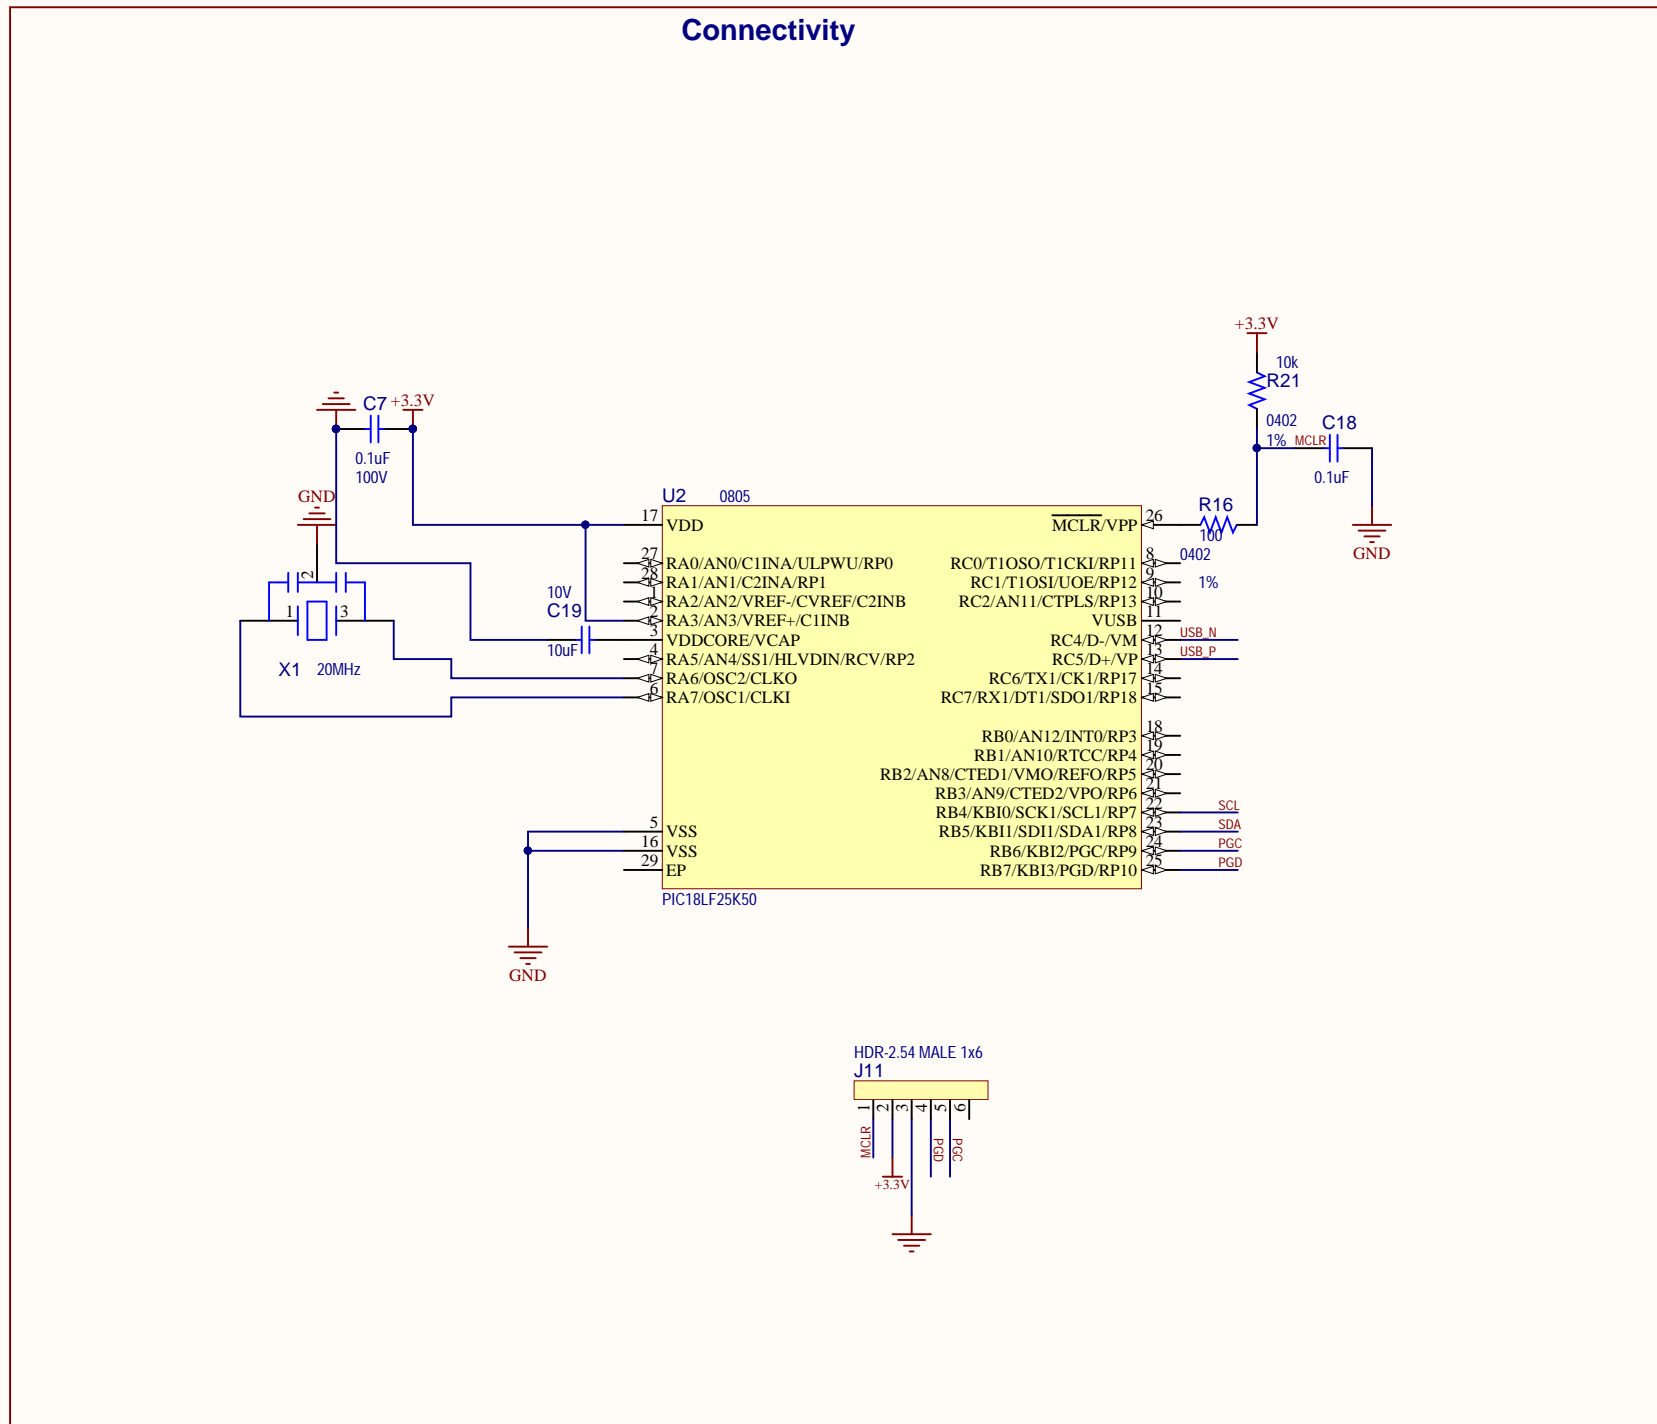 Connectivity
+3.3V
10k
R21
0402
1%
MCLR
C18
0.1uF
GND
C7
+3.3V
0.1uF
100V
GND
2
1
3
X1
20MHz
10V
C19
10uF
U2
0805
17
VDD
27
RA0/AN0/C1INA/ULPWU/RP0
28
RA1/AN1/C2INA/RP1
1
RA2/AN2/VREF-/CVREF/C2INB
2
RA3/AN3/VREF+/C1INB
3
VDDCORE/VCAP
4
RA5/AN4/SS1/HLVDIN/RCV/RP2
7
RA6/OSC2/CLKO
6
RA7/OSC1/CLKI
5
VSS
16
VSS
29
EP
MCLR/VPP
26
R16
100
0402
1%
RC0/T1OSO/T1CKI/RP11
8
RC1/T1OSI/UOE/RP12
9
RC2/AN11/CTPLS/RP13
10
VUSB
11
RC4/D-/VM
12
USB_N
RC5/D+/VP
13
USB_P
RC6/TX1/CK1/RP17
14
RC7/RX1/DT1/SDO1/RP18
15
RB0/AN12/INT0/RP3
18
RB1/AN10/RTCC/RP4
19
RB2/AN8/CTED1/VMO/REFO/RP5
20
RB3/AN9/CTED2/VPO/RP6
21
RB4/KBI0/SCK1/SCL1/RP7
22
SCL
RB5/KBI1/SDI1/SDA1/RP8
23
SDA
RB6/KBI2/PGC/RP9
24
PGC
RB7/KBI3/PGD/RP10
25
PGD
PIC18LF25K50
GND
HDR-2.54 MALE 1x6
J11
1
2
3
4
5
6
MCLR
+3.3V
PGD
PGC